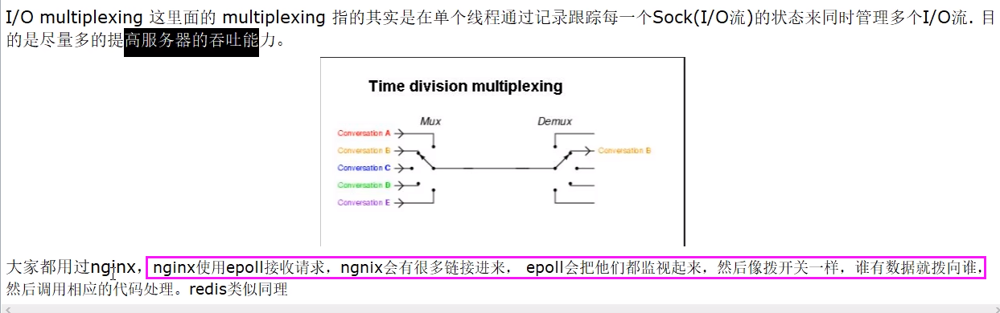 I/O multiplexing 这里面的 multiplexing 指的其实是在单个线程通过记录跟踪每一个Sock(I/O流)的状态来同时管理多个I/O流. 目
的是尽量多的提高服务器的吞吐能力。
Time division multiplexing
Mux
Demux
Conversation A
Conversation B
Conversation B
Conversation C
Conversation D
Conversation E
大家都用过nginx，nginx使用epoll接收请求，ngnix会有很多链接进来， epoll会把他们都监视起来，然后像拨开关一样，谁有数据就拨向谁，
然后调用相应的代码处理。redis类似同理